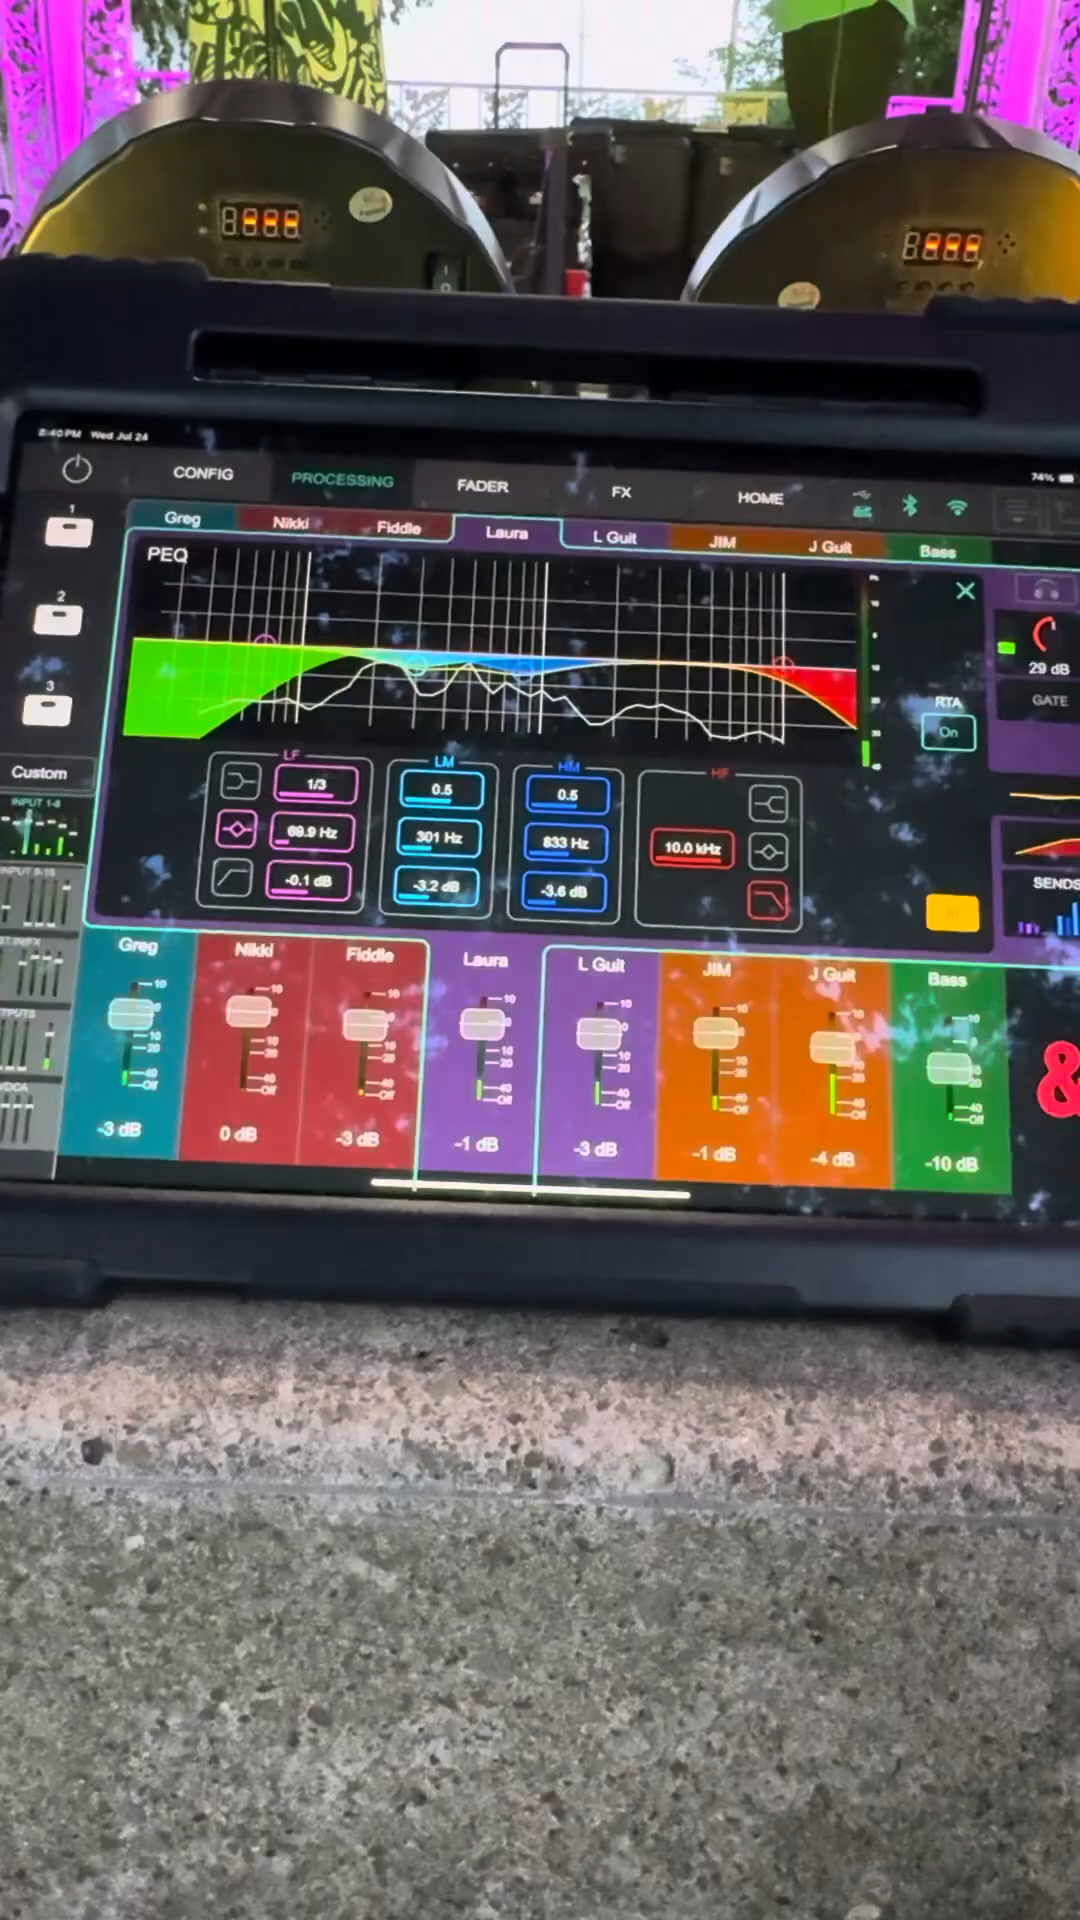 2:40 PM Wed Jul 24
74%
CONFIG PROCESSING FADER FX HOME
1
2
3
Custom
INPUT 1-8
INPUT 9-16
Greg Nikki Fiddle Laura L Guit JIM J Guit Bass
PEQ
RTA
On
29 dB
GATE
SENDS
LF LM HM HF
1/3 0.5 0.5
69.9 Hz 301 Hz 833 Hz 10.0 kHz
-0.1 dB -3.2 dB -3.6 dB
Greg Nikki Fiddle Laura L Guit JIM J Guit Bass
-3 dB 0 dB -3 dB -1 dB -3 dB -1 dB -4 dB -10 dB
&